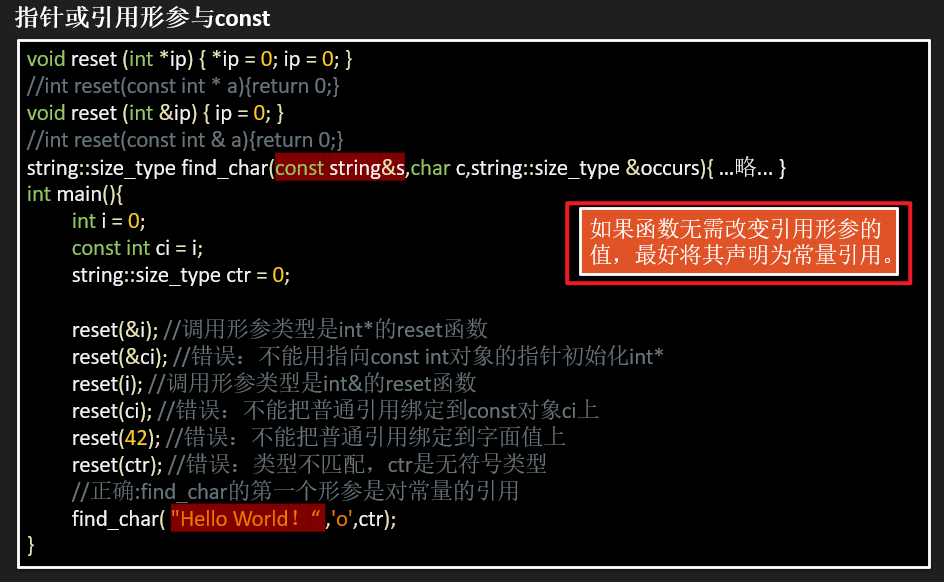 指针或引用形参与const
void reset (int *ip) { *ip = 0; ip = 0; }
//int reset(const int * a){return 0;}
void reset (int &ip) { ip = 0; }
//int reset(const int & a){return 0;}
string::size_type find_char(const string&s,char c,string::size_type &occurs){ ...略... }
int main(){
int i = 0;
const int ci = i;
string::size_type ctr = 0;
如果函数无需改变引用形参的
值，最好将其声明为常量引用。
reset(&i); //调用形参类型是int*的reset函数
reset(&ci); //错误：不能用指向const int对象的指针初始化int*
reset(i); //调用形参类型是int&的reset函数
reset(ci); //错误：不能把普通引用绑定到const对象ci上
reset(42); //错误：不能把普通引用绑定到字面值上
reset(ctr); //错误：类型不匹配，ctr是无符号类型
//正确:find_char的第一个形参是对常量的引用
find_char( "Hello World！“,'o',ctr);
}